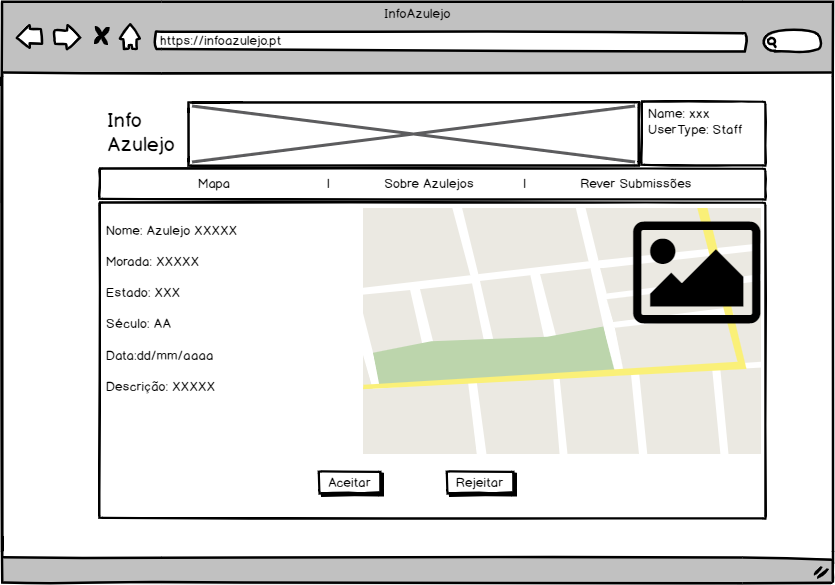 InfoAzulejo
https://infoazulejo.pt
Info
Azulejo
Name: xxx
UserType: Staff
Mapa | Sobre Azulejos | Rever Submissões
Nome: Azulejo XXXXX
Morada: XXXXX
Estado: XXX
Século: AA
Data:dd/mm/aaaa
Descrição: XXXXX
Aceitar
Rejeitar